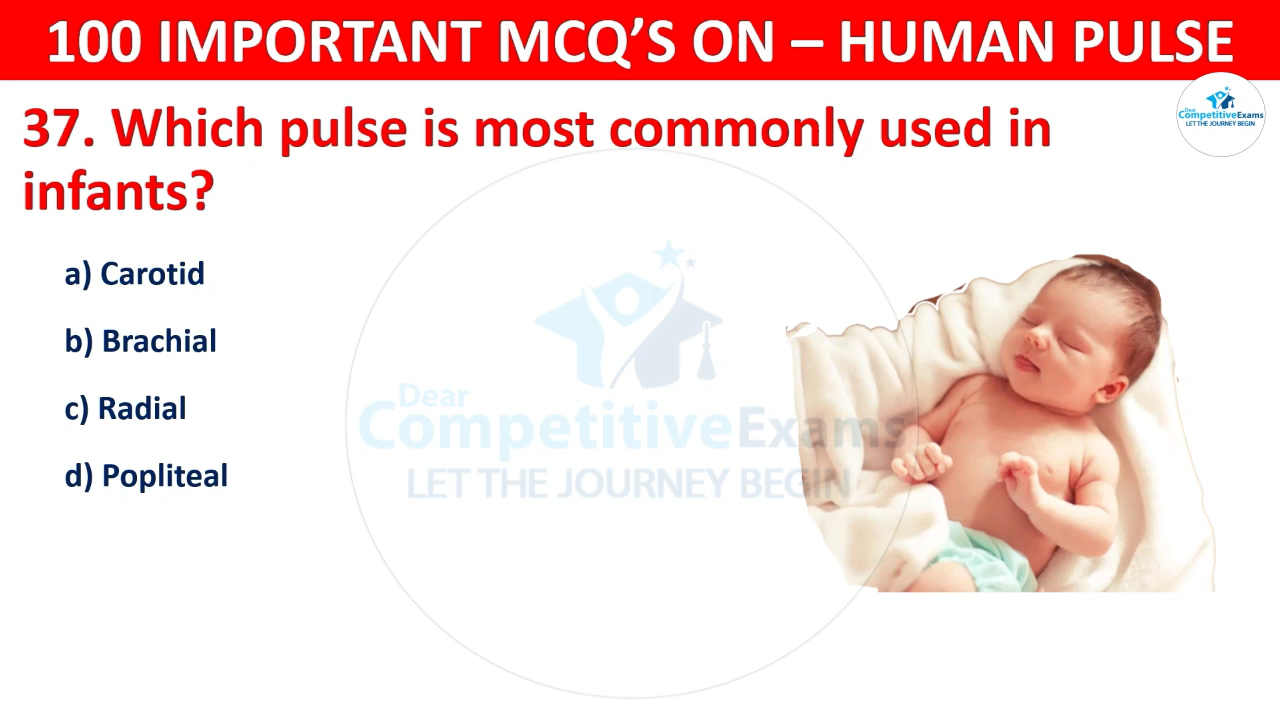 100 IMPORTANT MCQ’S ON – HUMAN PULSE
Dear
CompetitiveExams
LET THE JOURNEY BEGIN
37. Which pulse is most commonly used in
infants?
a) Carotid
b) Brachial
c) Radial
d) Popliteal
Dear
CompetitiveExams
LET THE JOURNEY BEGIN